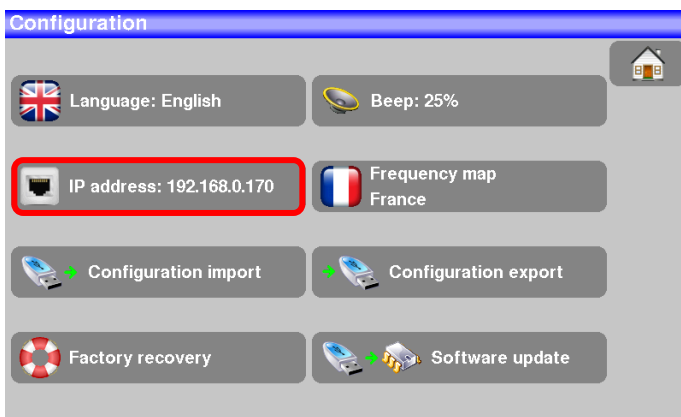 Configuration
Language: English
Beep: 25%
IP address: 192.168.0.170
Frequency map
France
Configuration import
Configuration export
Factory recovery
Software update